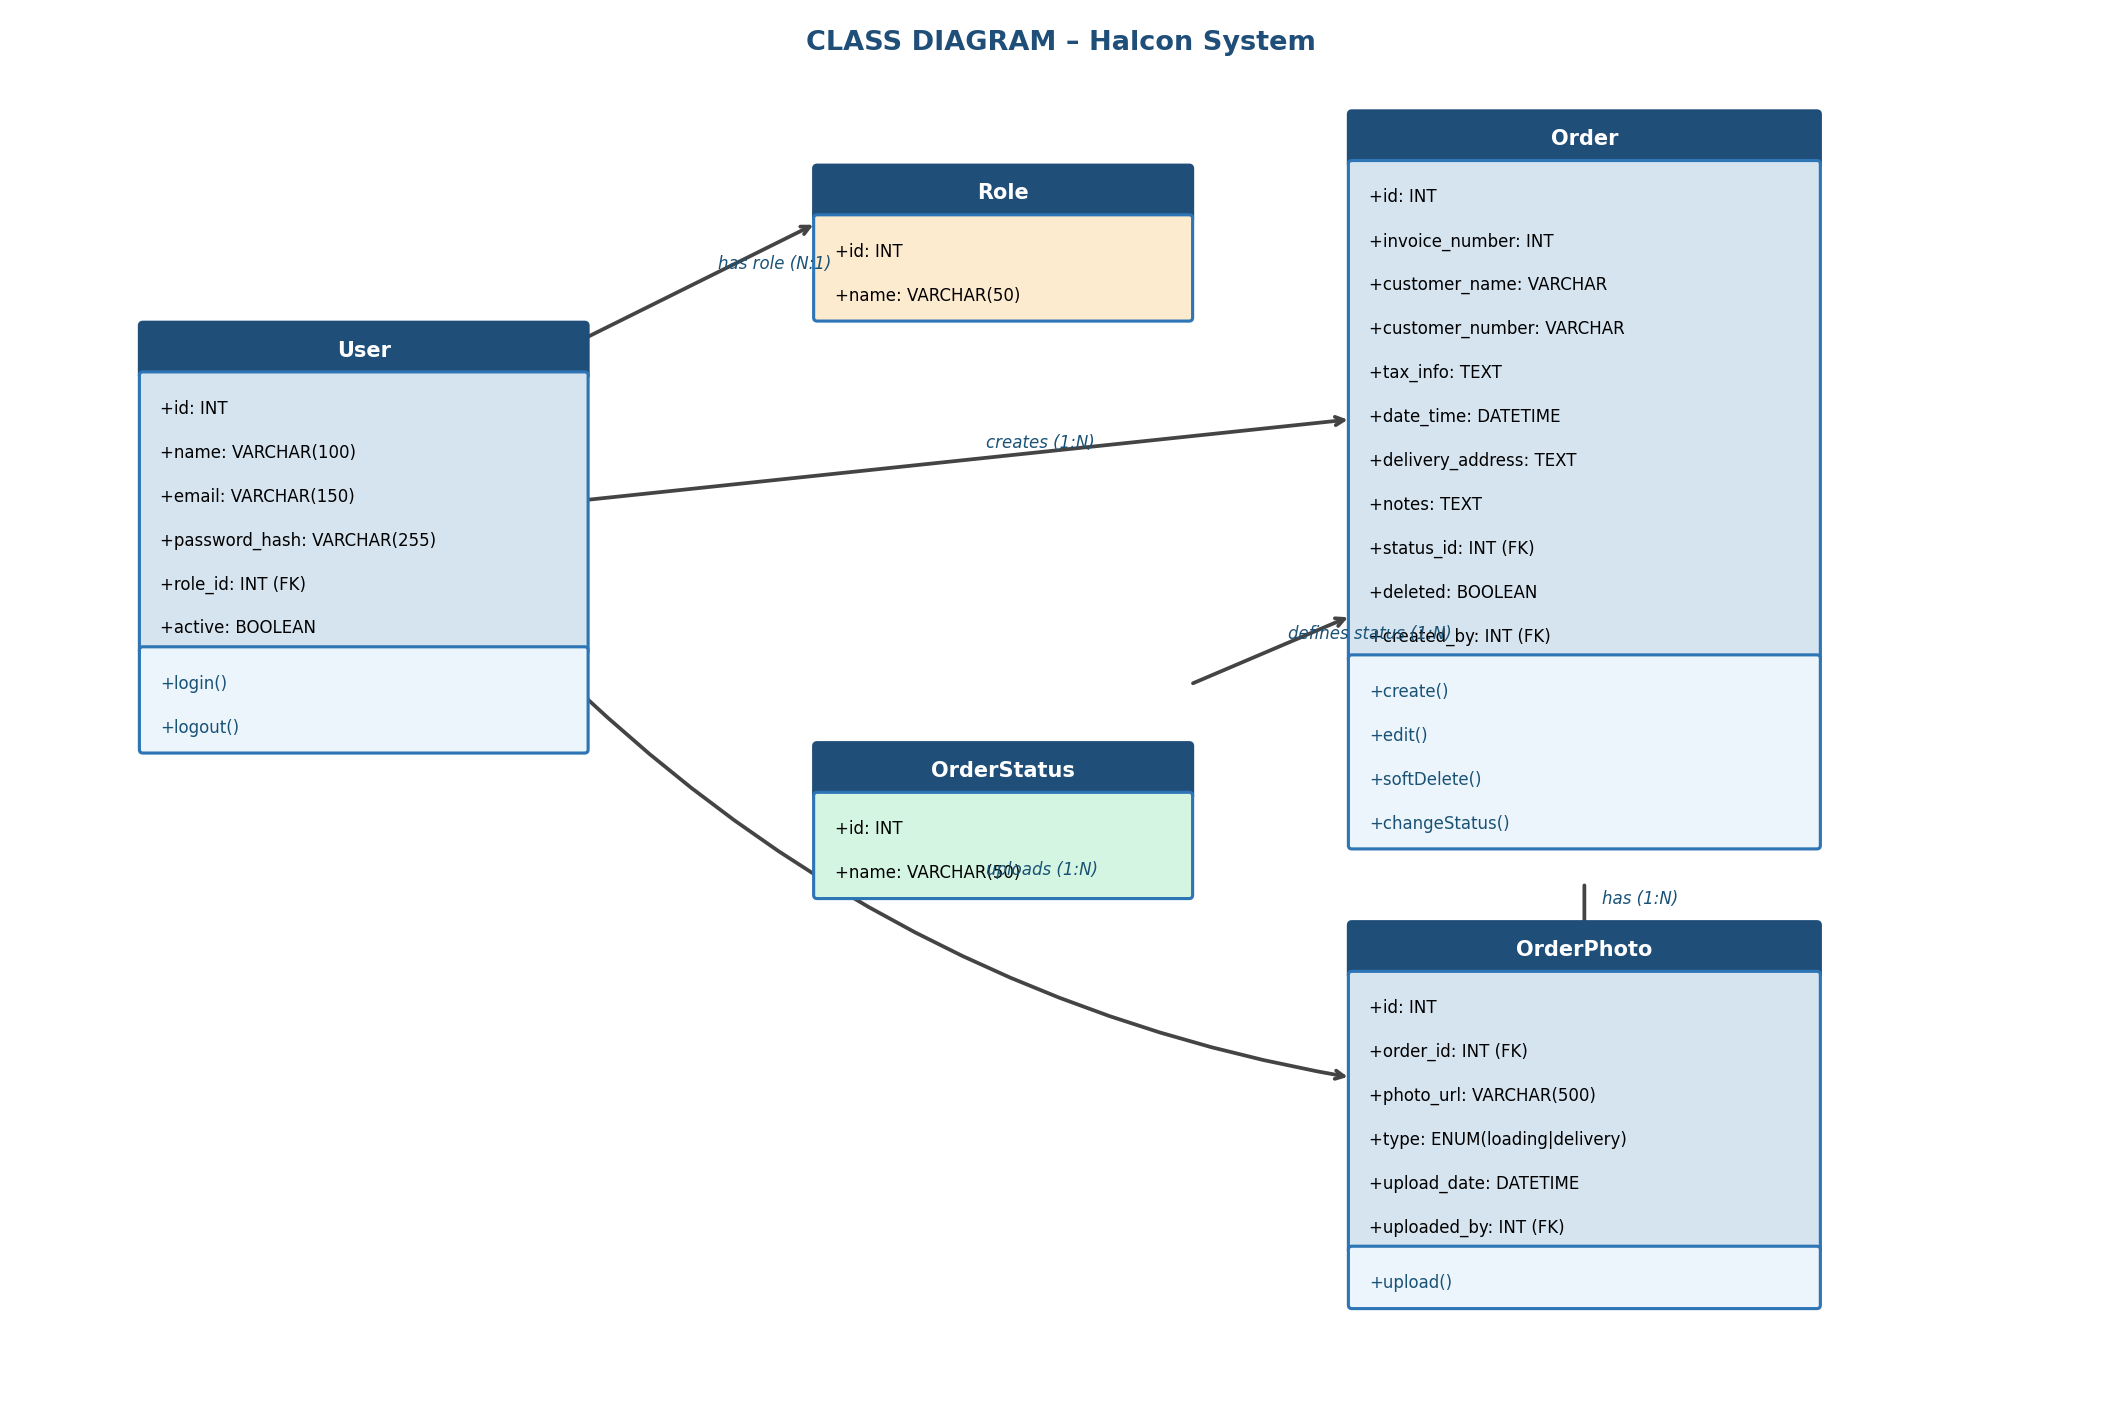 CLASS DIAGRAM – Halcon System
User
+id: INT
+name: VARCHAR(100)
+email: VARCHAR(150)
+password_hash: VARCHAR(255)
+role_id: INT (FK)
+active: BOOLEAN
+login()
+logout()
has role (N:1)
Role
+id: INT
+name: VARCHAR(50)
creates (1:N)
defines status (1:N)
OrderStatus
+id: INT
+name: VARCHAR(50)
uploads (1:N)
Order
+id: INT
+invoice_number: INT
+customer_name: VARCHAR
+customer_number: VARCHAR
+tax_info: TEXT
+date_time: DATETIME
+delivery_address: TEXT
+notes: TEXT
+status_id: INT (FK)
+deleted: BOOLEAN
+created_by: INT (FK)
+create()
+edit()
+softDelete()
+changeStatus()
has (1:N)
OrderPhoto
+id: INT
+order_id: INT (FK)
+photo_url: VARCHAR(500)
+type: ENUM(loading|delivery)
+upload_date: DATETIME
+uploaded_by: INT (FK)
+upload()